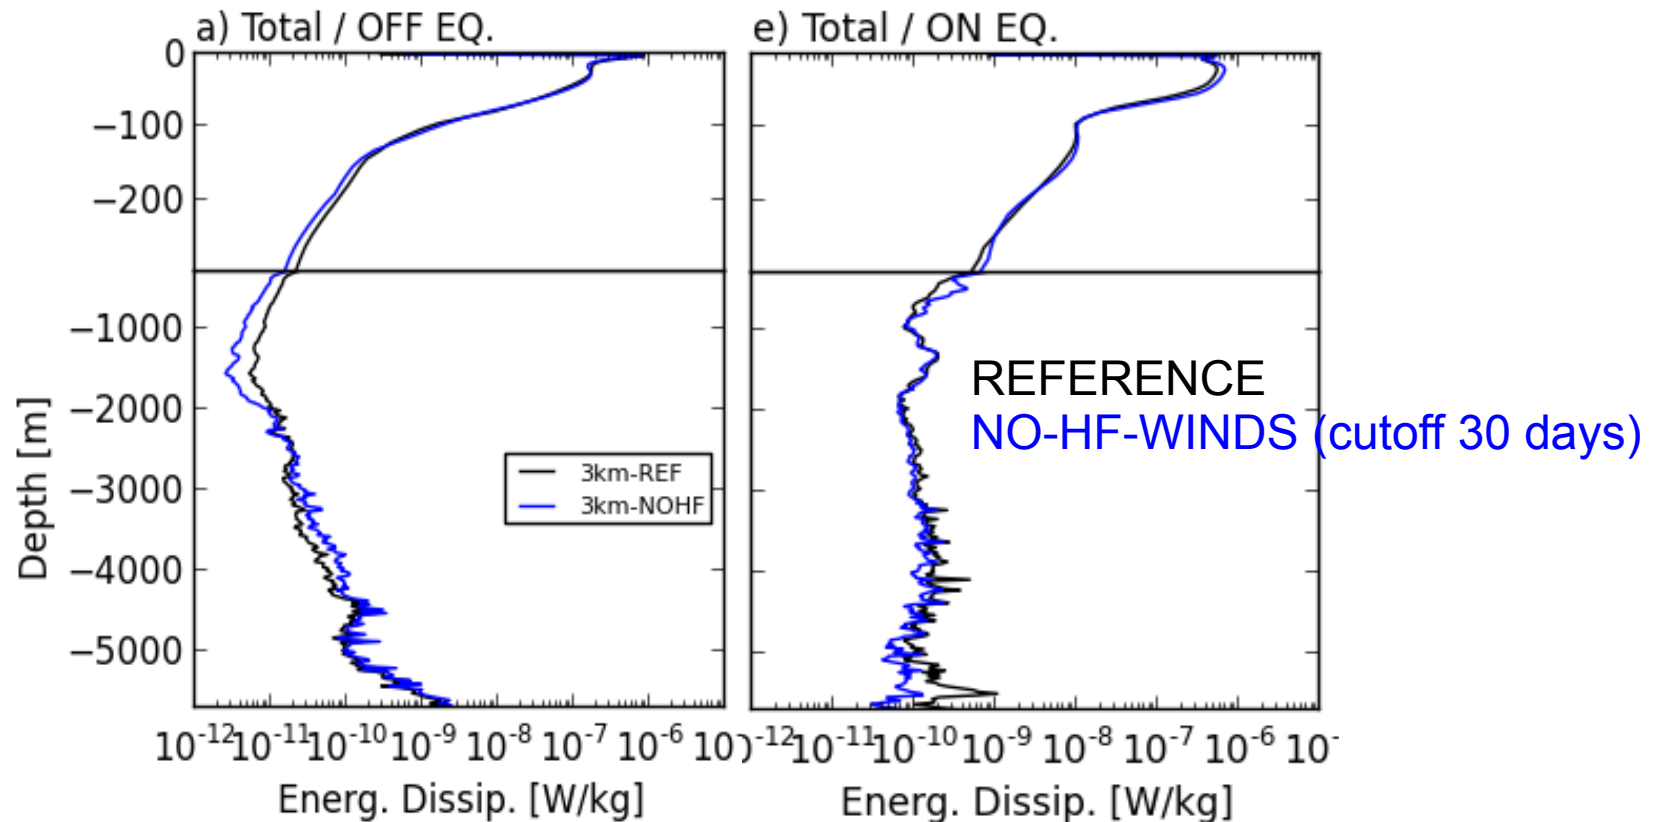 a) Total / OFF EQ.
e) Total / ON EQ.
0
−100
−200
−1000
−2000
−3000
−4000
−5000
Depth [m]
3km-REF
3km-NOHF
REFERENCE
NO-HF-WINDS (cutoff 30 days)
10⁻¹² 10⁻¹¹ 10⁻¹⁰ 10⁻⁹ 10⁻⁸ 10⁻⁷ 10⁻⁶ 10
⁻¹² 10⁻¹¹ 10⁻¹⁰ 10⁻⁹ 10⁻⁸ 10⁻⁷ 10⁻⁶ 10⁻
Energ. Dissip. [W/kg]
Energ. Dissip. [W/kg]